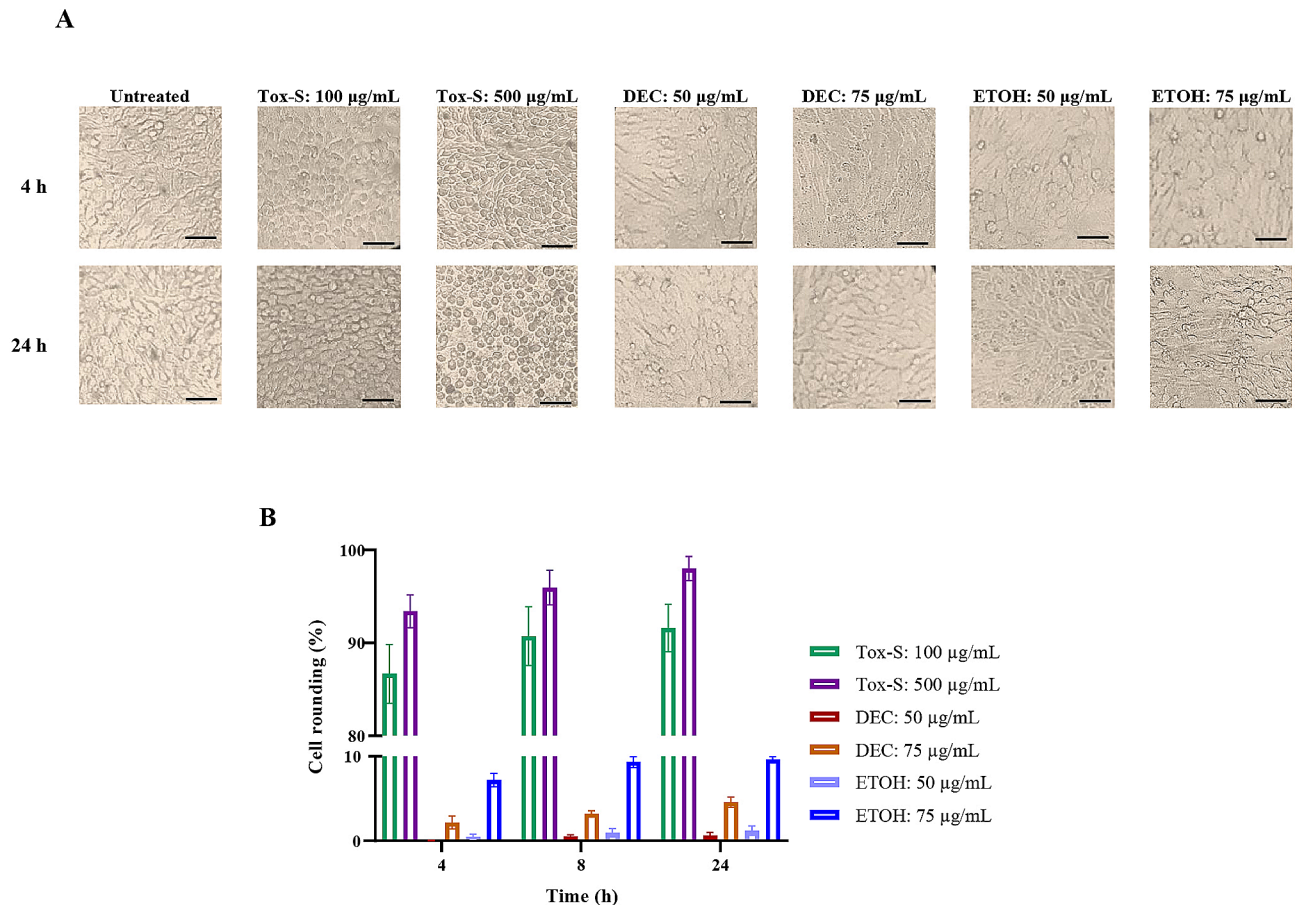 A
Untreated Tox-S: 100 µg/mL Tox-S: 500 µg/mL DEC: 50 µg/mL DEC: 75 µg/mL ETOH: 50 µg/mL ETOH: 75 µg/mL
4 h
24 h
B
Cell rounding (%)
100
90
80
10
0
4 8 24
Time (h)
Tox-S: 100 µg/mL
Tox-S: 500 µg/mL
DEC: 50 µg/mL
DEC: 75 µg/mL
ETOH: 50 µg/mL
ETOH: 75 µg/mL